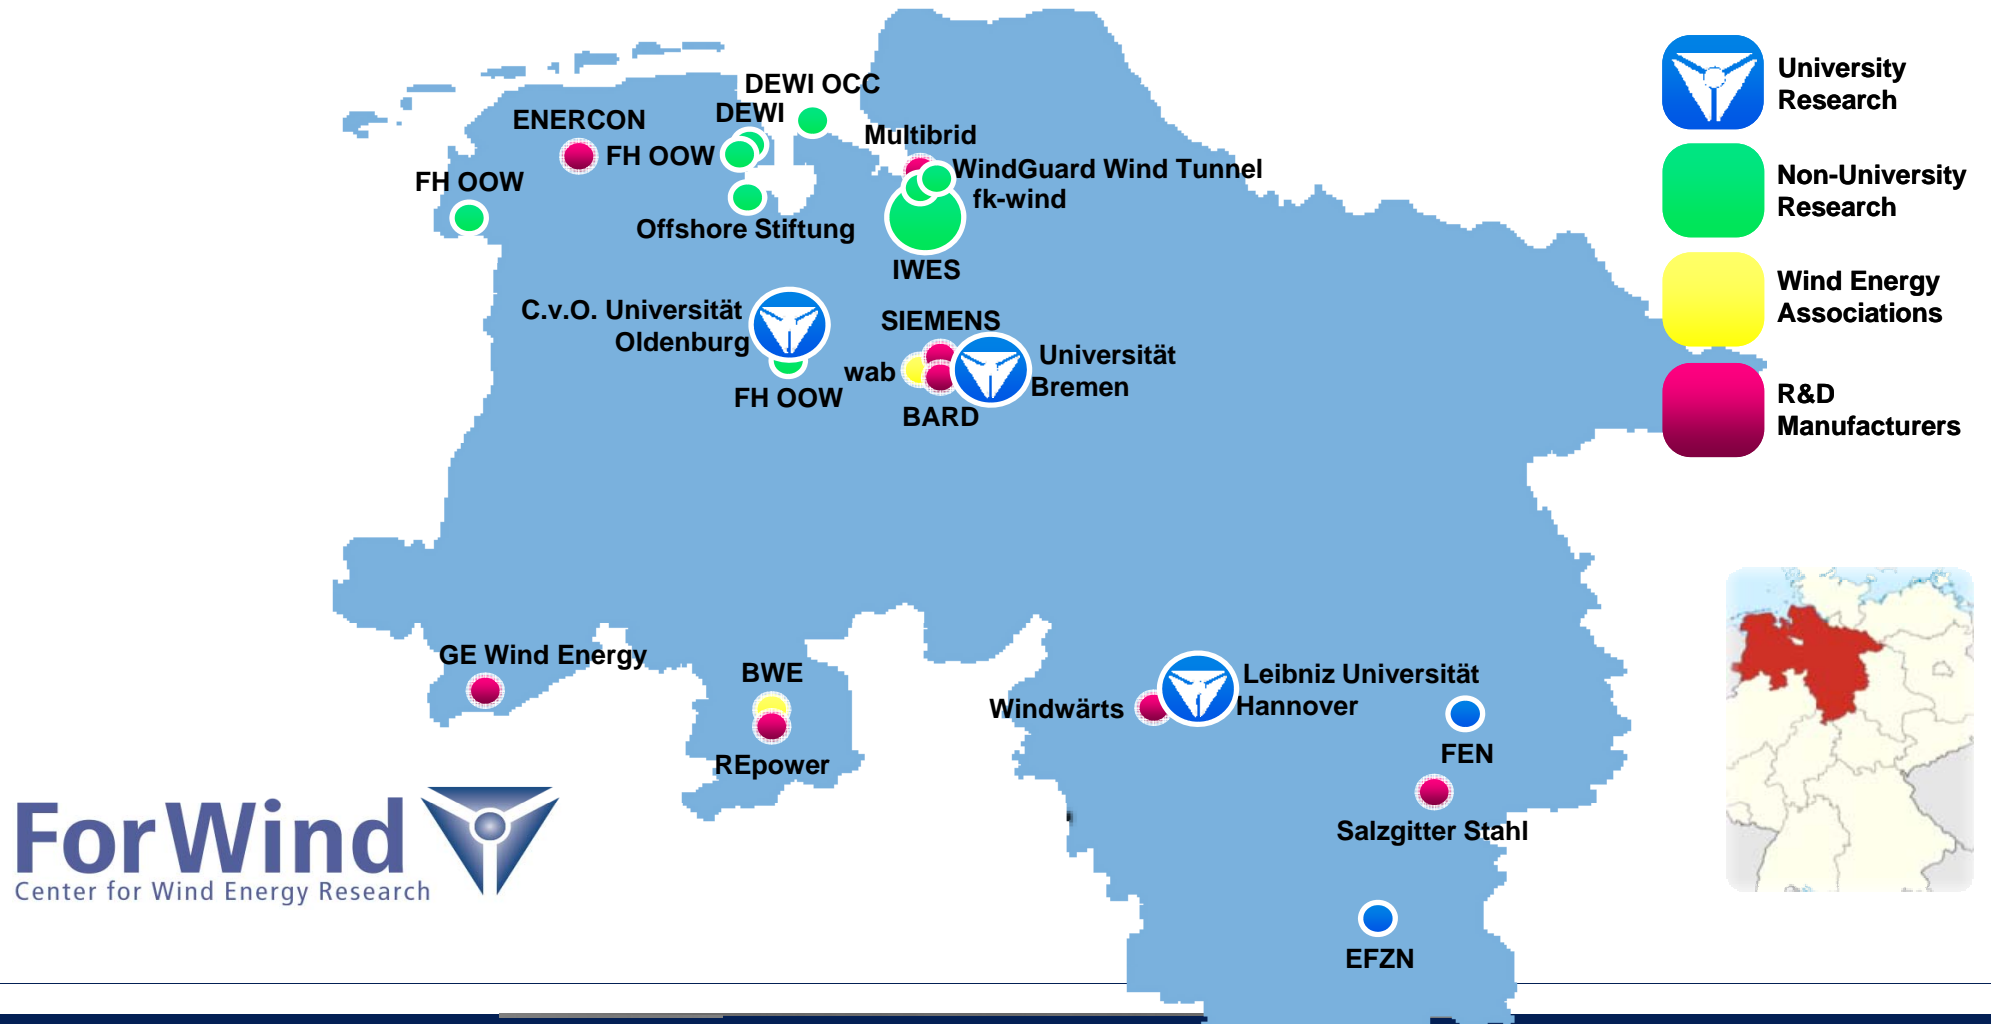 DEWI OCC
DEWI
ENERCON
FH OOW
FH OOW
Multibrid
WindGuard Wind Tunnel
fk-wind
Offshore Stiftung
IWES
C.v.O. Universität
Oldenburg
FH OOW
SIEMENS
wab
BARD
Universität
Bremen
GE Wind Energy
BWE
REpower
Windwärts
Leibniz Universität
Hannover
FEN
Salzgitter Stahl
EFZN
University
Research
Non-University
Research
Wind Energy
Associations
R&D
Manufacturers
ForWind
Center for Wind Energy Research